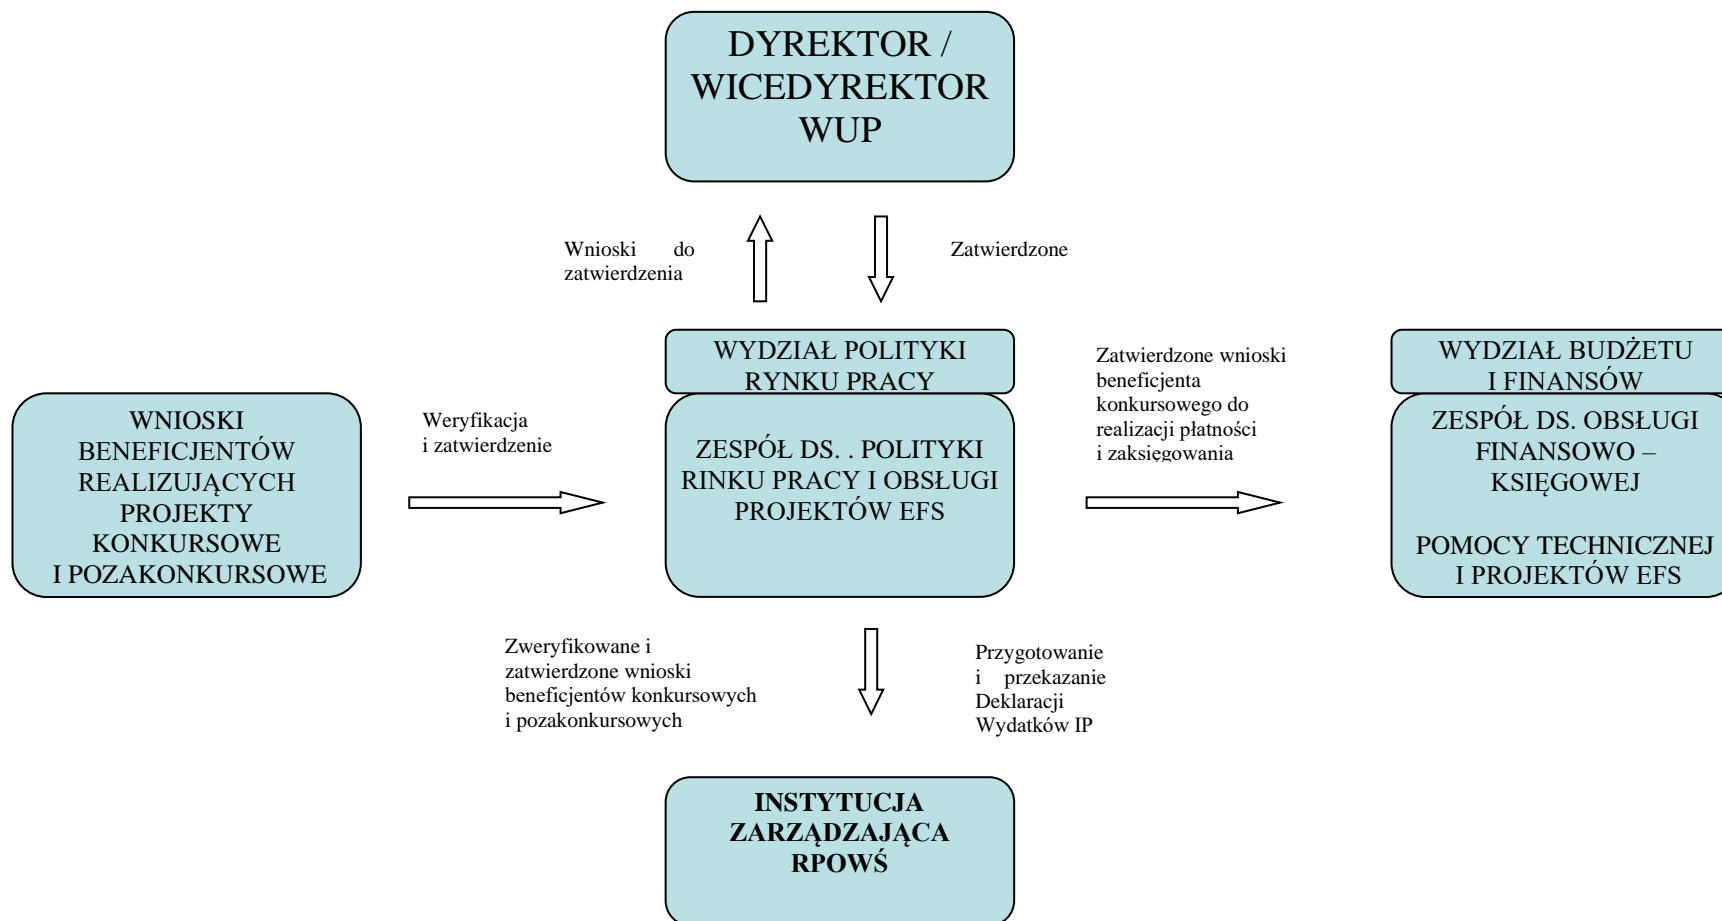 DYREKTOR /
WICEDYREKTOR
WUP
Wnioski do
zatwierdzenia
Zatwierdzone
WYDZIAŁ POLITYKI
RYNKU PRACY
ZESPÓŁ DS. . POLITYKI
RINKU PRACY I OBSŁUGI
PROJEKTÓW EFS
WNIOSKI
BENEFICJENTÓW
REALIZUJĄCYCH
PROJEKTY
KONKURSOWE
I POZAKONKURSOWE
Weryfikacja
i zatwierdzenie
Zatwierdzone wnioski
beneficjenta
konkursowego do
realizacji płatności
i zaksięgowania
WYDZIAŁ BUDŻETU
I FINANSÓW
ZESPÓŁ DS. OBSŁUGI
FINANSOWO –
KSIĘGOWEJ
POMOCY TECHNICZNEJ
I PROJEKTÓW EFS
Zweryfikowane i
zatwierdzone wnioski
beneficjentów konkursowych
i pozakonkursowych
Przygotowanie
i przekazanie
Deklaracji
Wydatków IP
INSTYTUCJA
ZARZĄDZAJĄCA
RPOWŚ